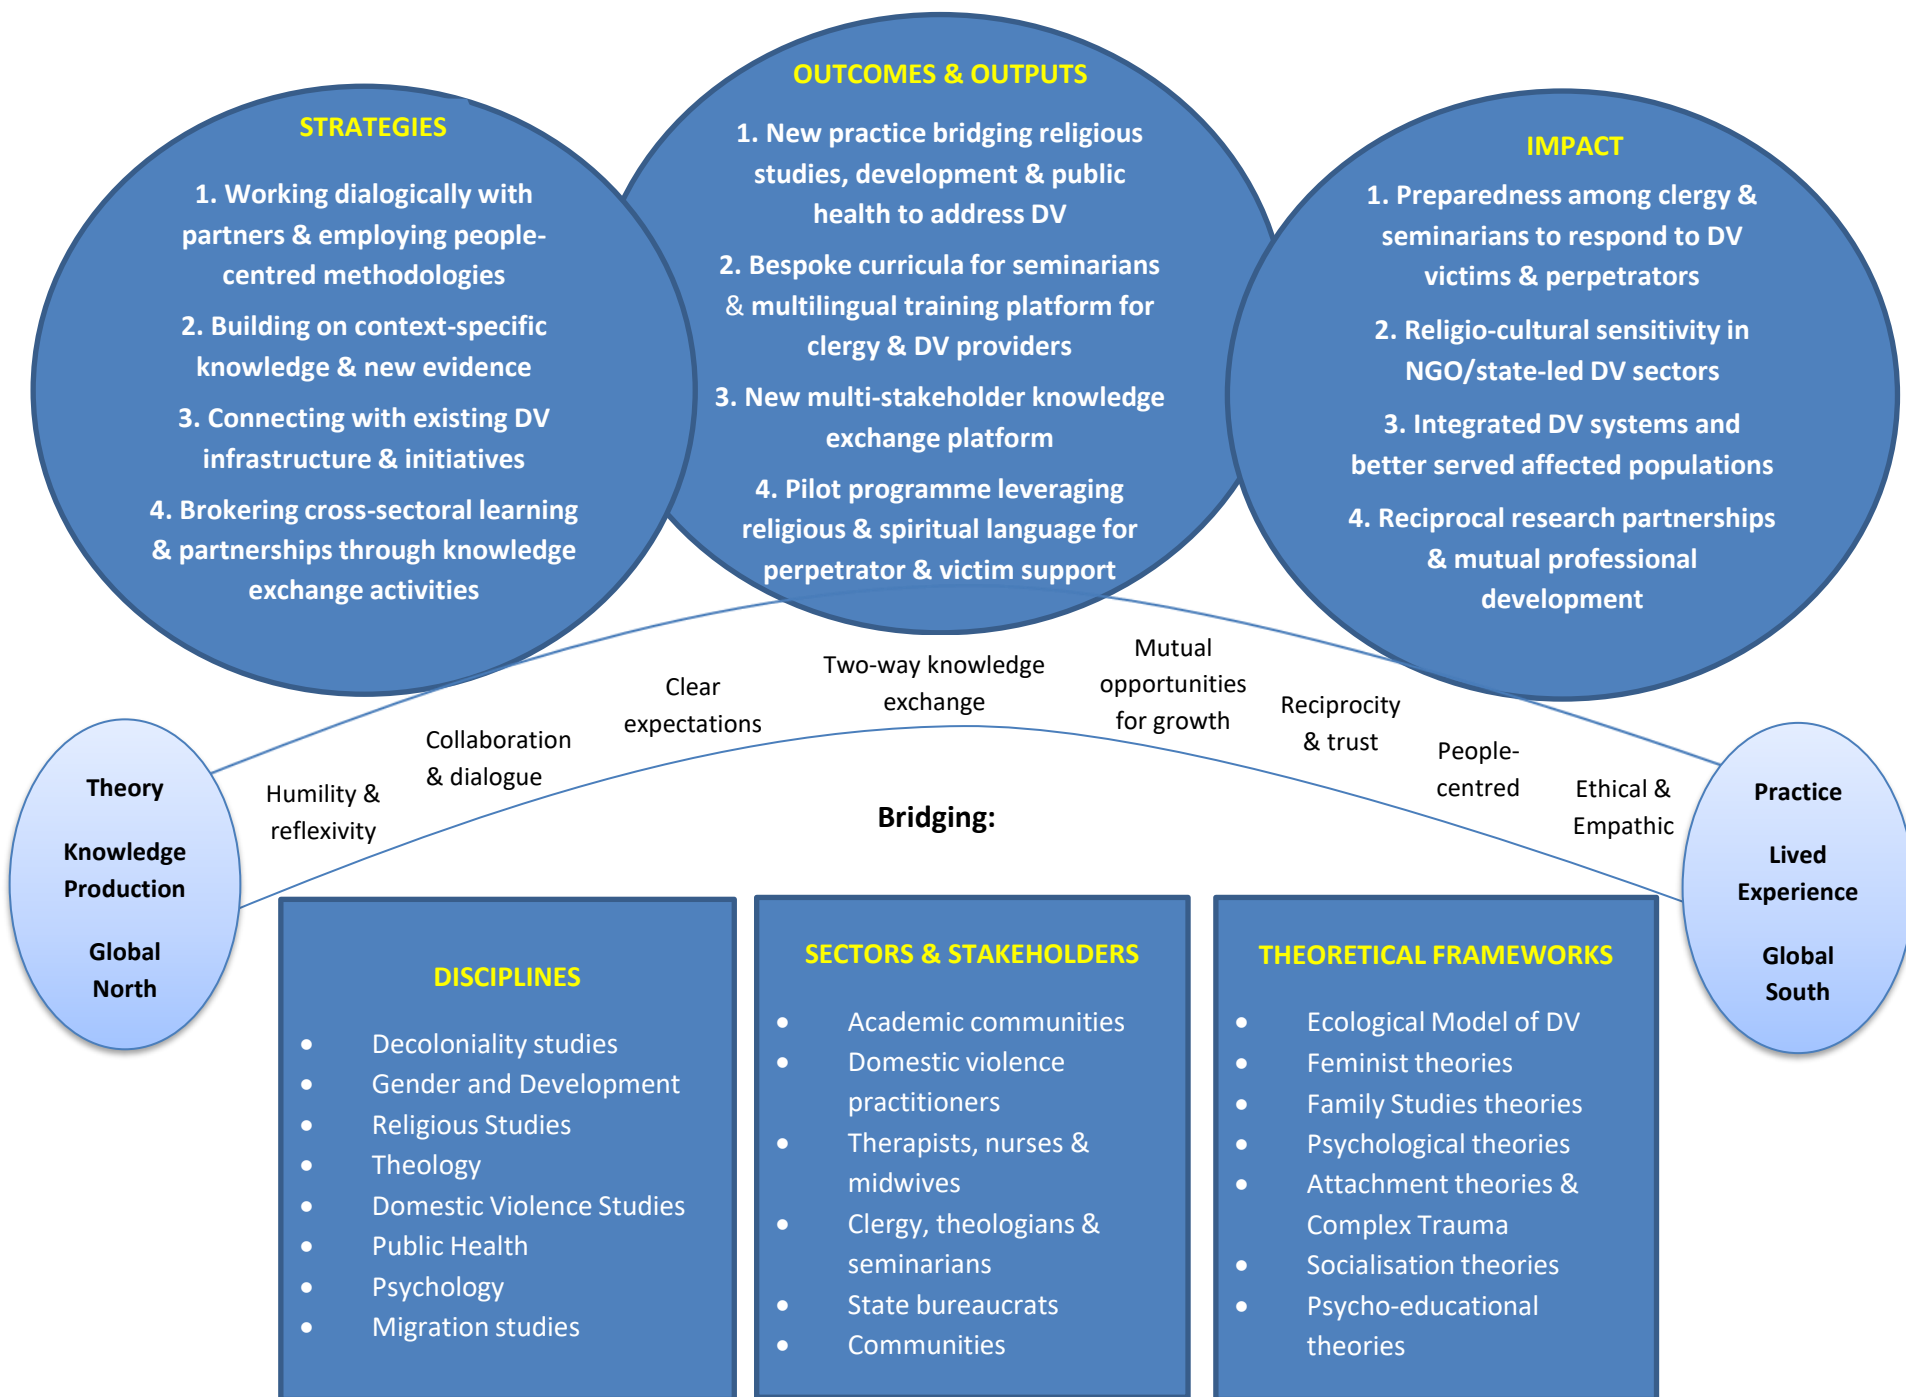 STRATEGIES
1. Working dialogically with
partners & employing people-
centred methodologies
2. Building on context-specific
knowledge & new evidence
3. Connecting with existing DV
infrastructure & initiatives
4. Brokering cross-sectoral learning
& partnerships through knowledge
exchange activities
OUTCOMES & OUTPUTS
1. New practice bridging religious
studies, development & public
health to address DV
2. Bespoke curricula for seminarians
& multilingual training platform for
clergy & DV providers
3. New multi-stakeholder knowledge
exchange platform
4. Pilot programme leveraging
religious & spiritual language for
perpetrator & victim support
IMPACT
1. Preparedness among clergy &
seminarians to respond to DV
victims & perpetrators
2. Religio-cultural sensitivity in
NGO/state-led DV sectors
3. Integrated DV systems and
better served affected populations
4. Reciprocal research partnerships
& mutual professional
development
Theory
Knowledge
Production
Global
North
Humility &
reflexivity
Collaboration
& dialogue
Clear
expectations
Two-way knowledge
exchange
Mutual
opportunities
for growth
Reciprocity
& trust
People-
centred
Ethical &
Empathic
Practice
Lived
Experience
Global
South
Bridging:
DISCIPLINES
• Decoloniality studies
• Gender and Development
• Religious Studies
• Theology
• Domestic Violence Studies
• Public Health
• Psychology
• Migration studies
SECTORS & STAKEHOLDERS
• Academic communities
• Domestic violence
practitioners
• Therapists, nurses &
midwives
• Clergy, theologians &
seminarians
• State bureaucrats
• Communities
THEORETICAL FRAMEWORKS
• Ecological Model of DV
• Feminist theories
• Family Studies theories
• Psychological theories
• Attachment theories &
Complex Trauma
• Socialisation theories
• Psycho-educational
theories